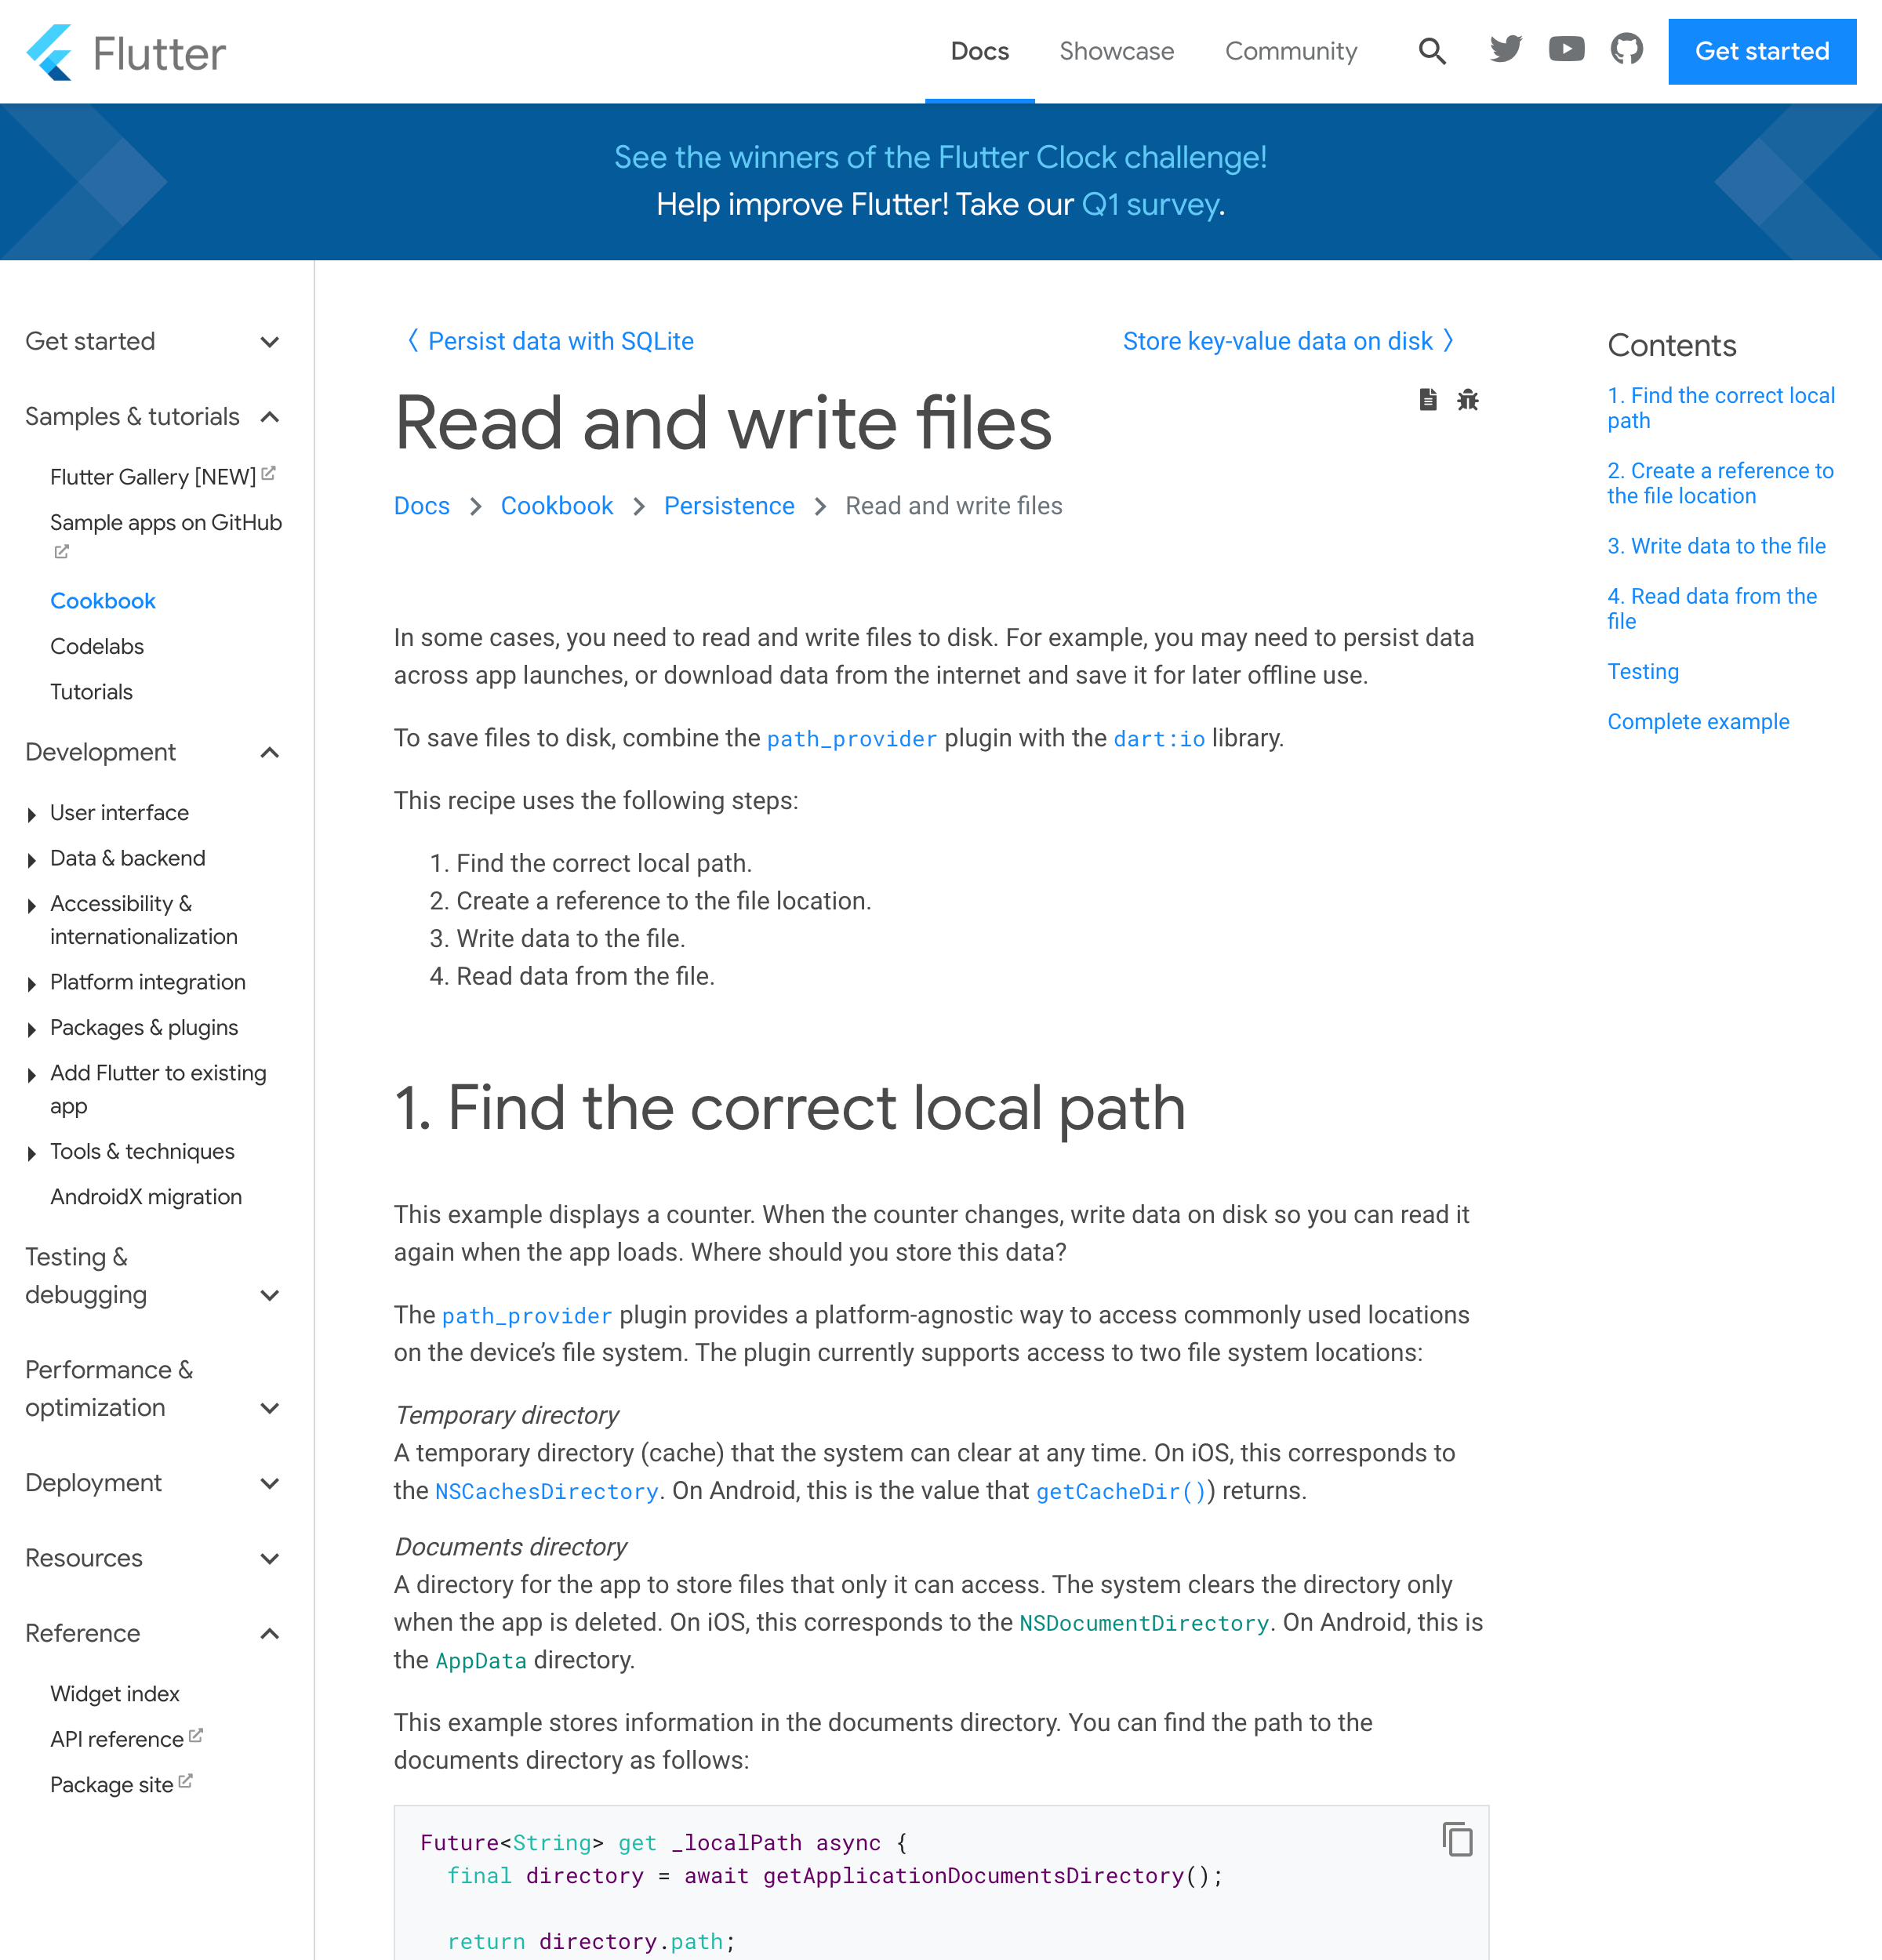 Flutter
Docs
Showcase
Community
Get started
See the winners of the Flutter Clock challenge!
Help improve Flutter! Take our Q1 survey.
Get started
Samples & tutorials
Flutter Gallery [NEW]
Sample apps on GitHub
Cookbook
Codelabs
Tutorials
Development
User interface
Data & backend
Accessibility &
internationalization
Platform integration
Packages & plugins
Add Flutter to existing
app
Tools & techniques
AndroidX migration
Testing &
debugging
Performance &
optimization
Deployment
Resources
Reference
Widget index
API reference
Package site
〈 Persist data with SQLite
Store key-value data on disk 〉
Read and write files
Docs
Cookbook
Persistence
Read and write files
In some cases, you need to read and write files to disk. For example, you may need to persist data
across app launches, or download data from the internet and save it for later offline use.
To save files to disk, combine the path_provider plugin with the dart:io library.
This recipe uses the following steps:
1. Find the correct local path.
2. Create a reference to the file location.
3. Write data to the file.
4. Read data from the file.
1. Find the correct local path
This example displays a counter. When the counter changes, write data on disk so you can read it
again when the app loads. Where should you store this data?
The path_provider plugin provides a platform-agnostic way to access commonly used locations
on the device’s file system. The plugin currently supports access to two file system locations:
Temporary directory
A temporary directory (cache) that the system can clear at any time. On iOS, this corresponds to
the NSCachesDirectory. On Android, this is the value that getCacheDir()) returns.
Documents directory
A directory for the app to store files that only it can access. The system clears the directory only
when the app is deleted. On iOS, this corresponds to the NSDocumentDirectory. On Android, this is
the AppData directory.
This example stores information in the documents directory. You can find the path to the
documents directory as follows:
Future<String> get _localPath async {
  final directory = await getApplicationDocumentsDirectory();
  return directory.path;
Contents
1. Find the correct local
path
2. Create a reference to
the file location
3. Write data to the file
4. Read data from the
file
Testing
Complete example